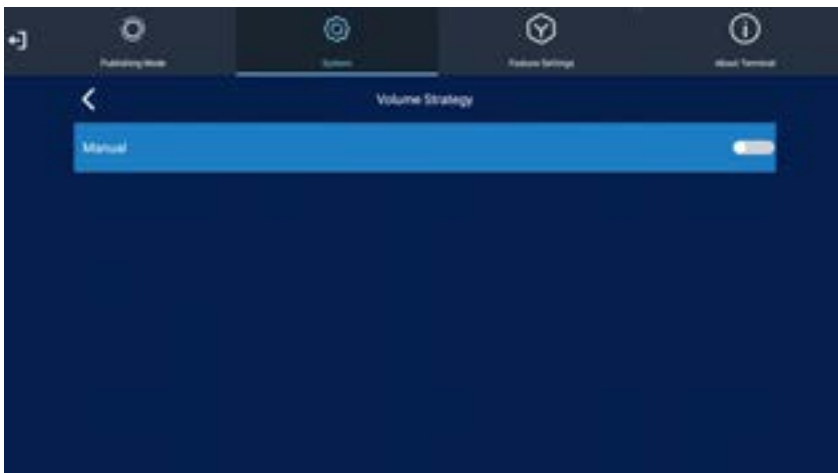 Publishing Mode
System
Feature Settings
About Terminal
Volume Strategy
Manual